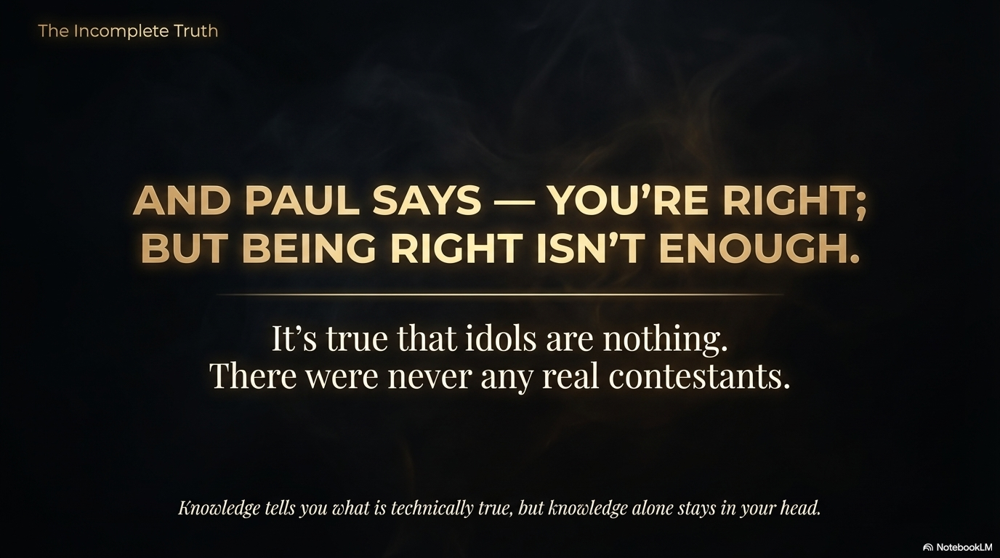 The Incomplete Truth
AND PAUL SAYS — YOU’RE RIGHT;
BUT BEING RIGHT ISN’T ENOUGH.
It’s true that idols are nothing.
There were never any real contestants.
Knowledge tells you what is technically true, but knowledge alone stays in your head.
NotebookLM